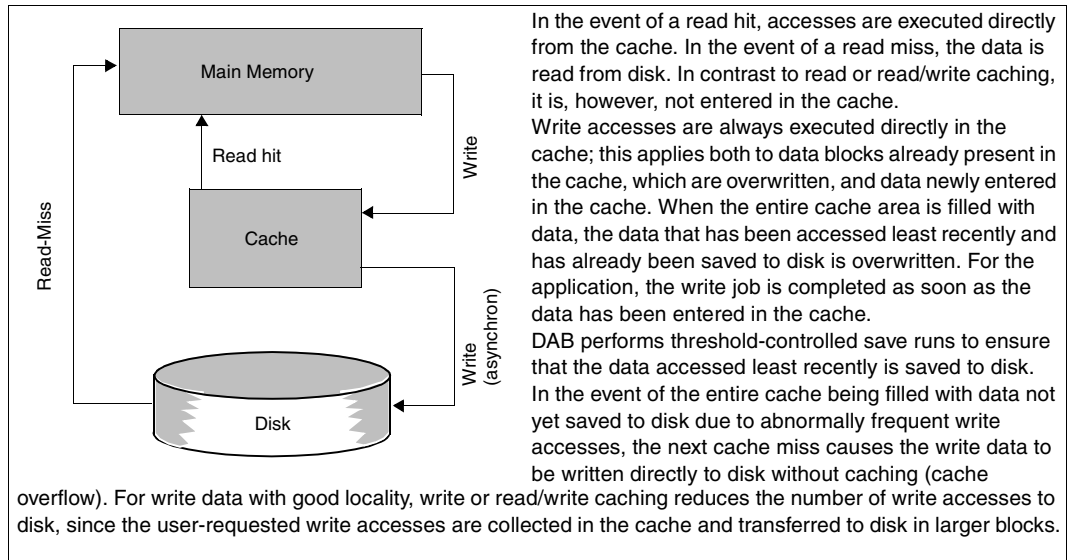 Main Memory
Read hit
Write
Cache
Read-Miss
Write
(asynchron)
Disk
In the event of a read hit, accesses are executed directly
from the cache. In the event of a read miss, the data is
read from disk. In contrast to read or read/write caching,
it is, however, not entered in the cache.
Write accesses are always executed directly in the
cache; this applies both to data blocks already present in
the cache, which are overwritten, and data newly entered
in the cache. When the entire cache area is filled with
data, the data that has been accessed least recently and
has already been saved to disk is overwritten. For the
application, the write job is completed as soon as the
data has been entered in the cache.
DAB performs threshold-controlled save runs to ensure
that the data accessed least recently is saved to disk.
In the event of the entire cache being filled with data not
yet saved to disk due to abnormally frequent write
accesses, the next cache miss causes the write data to
be written directly to disk without caching (cache
overflow). For write data with good locality, write or read/write caching reduces the number of write accesses to
disk, since the user-requested write accesses are collected in the cache and transferred to disk in larger blocks.